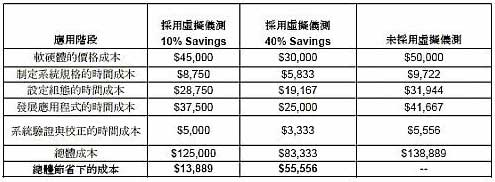 應用階段 採用虛擬儀測 10% Savings 採用虛擬儀測 40% Savings 未採用虛擬儀測
軟硬體的價格成本 $45,000 $30,000 $50,000
制定系統規格的時間成本 $8,750 $5,833 $9,722
設定組態的時間成本 $28,750 $19,167 $31,944
發展應用程式的時間成本 $37,500 $25,000 $41,667
系統驗證與校正的時間成本 $5,000 $3,333 $5,556
總體成本 $125,000 $83,333 $138,889
總體節省下的成本 $13,889 $55,556 --